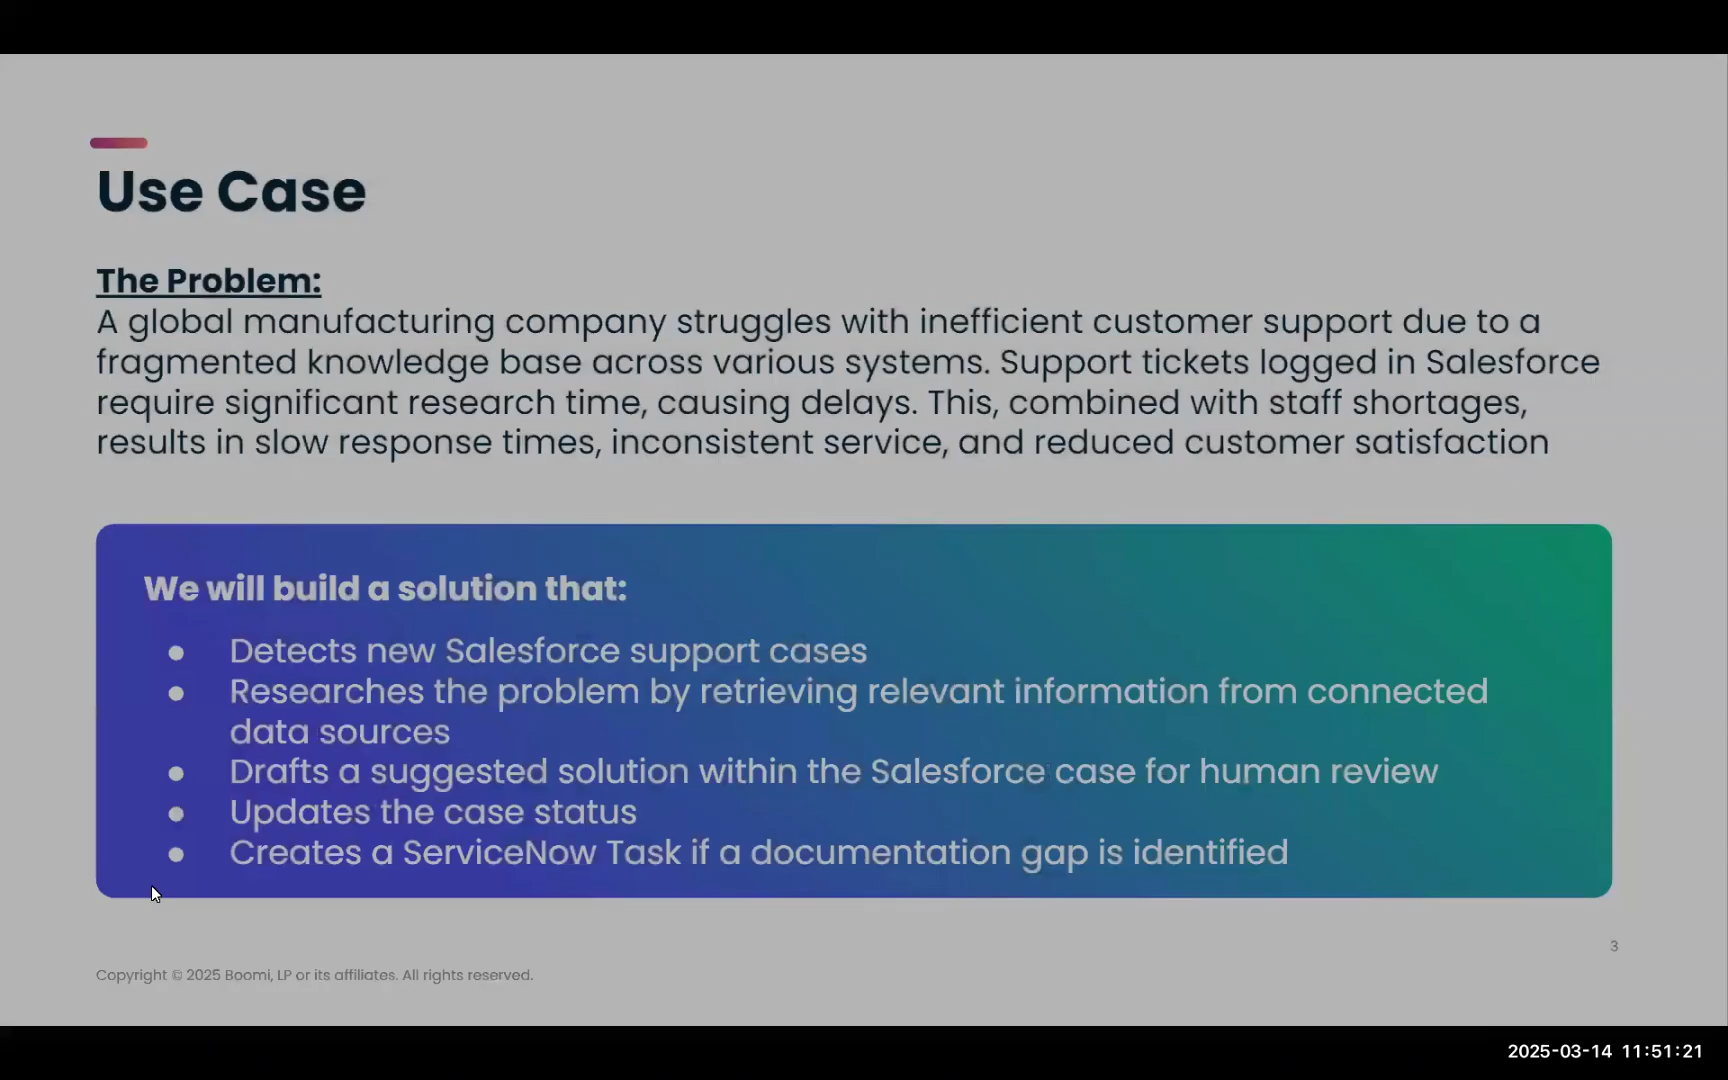 Use Case
The Problem:
A global manufacturing company struggles with inefficient customer support due to a
fragmented knowledge base across various systems. Support tickets logged in Salesforce
require significant research time, causing delays. This, combined with staff shortages,
results in slow response times, inconsistent service, and reduced customer satisfaction
We will build a solution that:
● Detects new Salesforce support cases
● Researches the problem by retrieving relevant information from connected
data sources
● Drafts a suggested solution within the Salesforce case for human review
● Updates the case status
● Creates a ServiceNow Task if a documentation gap is identified
3
Copyright © 2025 Boomi, LP or its affiliates. All rights reserved.
2025-03-14 11:51:21